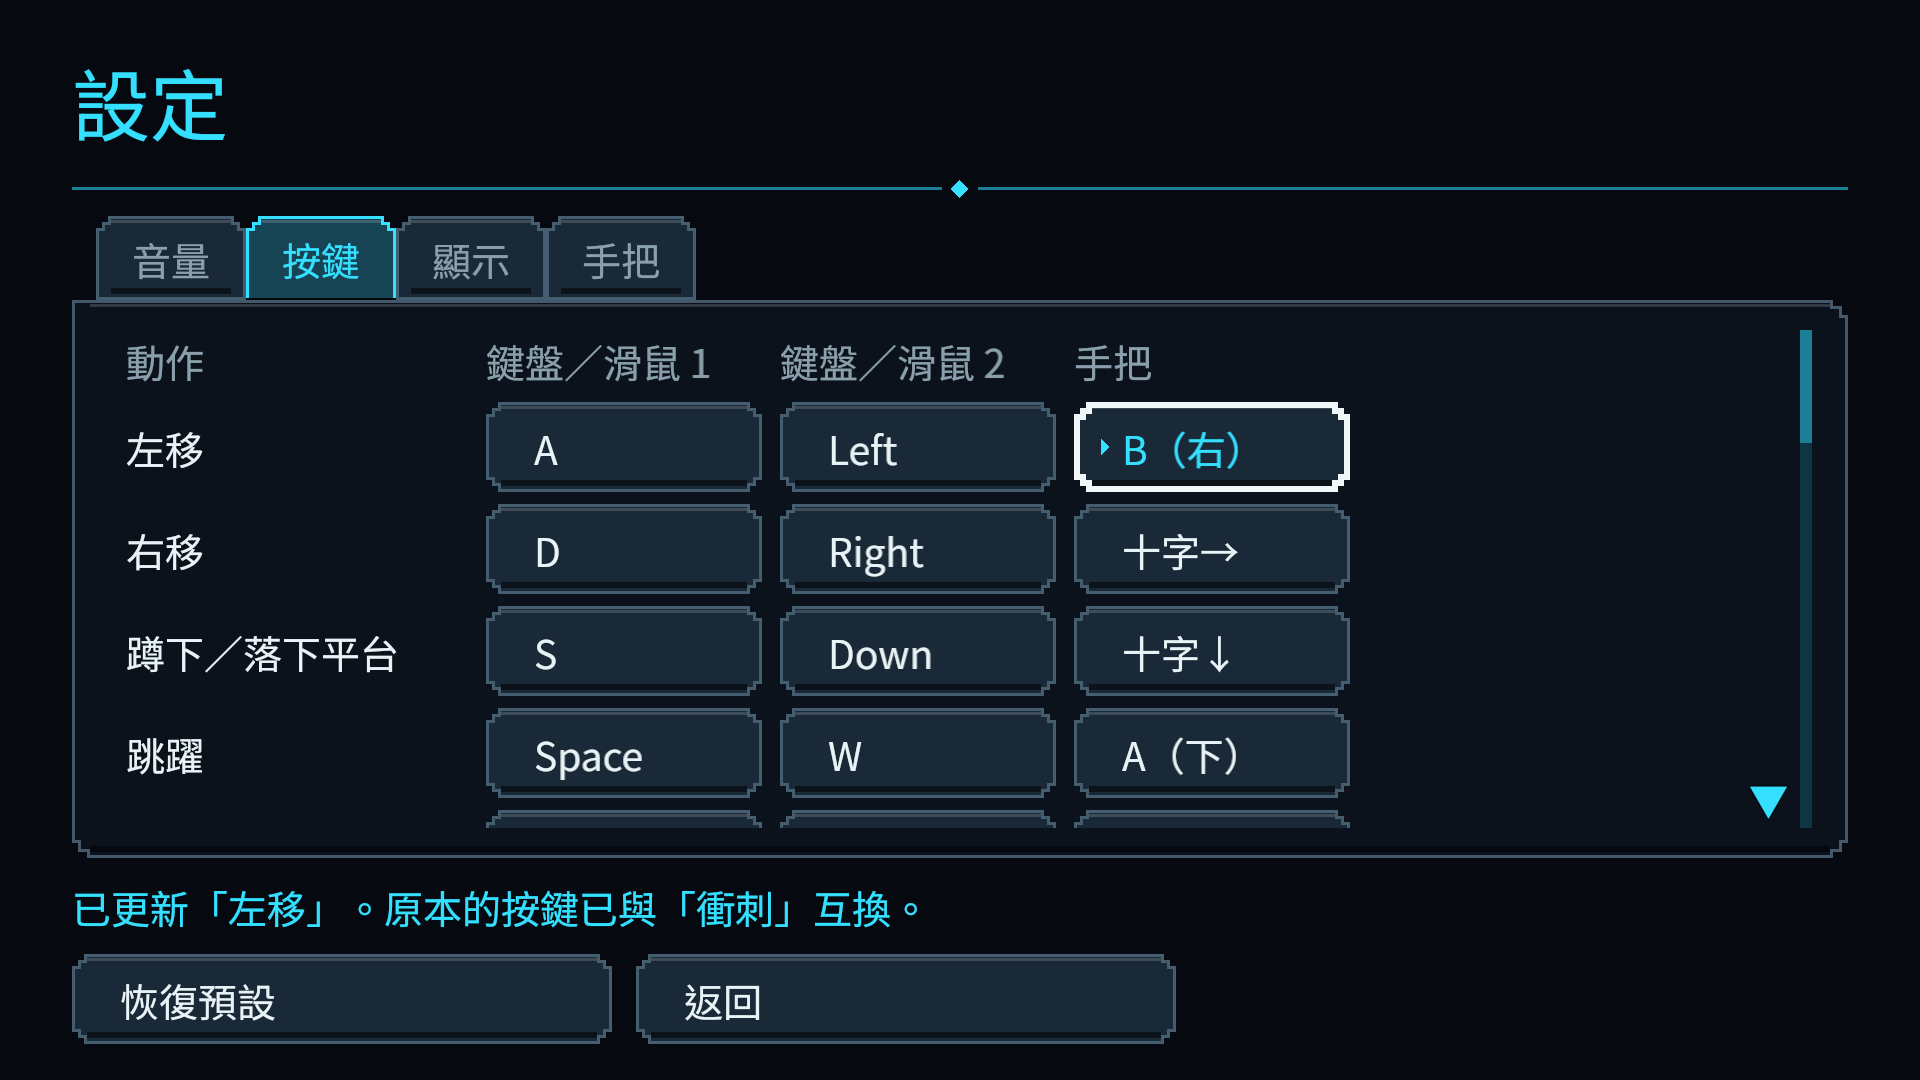 設定
音量 按鍵 顯示 手把
動作 鍵盤／滑鼠 1 鍵盤／滑鼠 2 手把
左移 A Left B（右）
右移 D Right 十字→
蹲下／落下平台 S Down 十字↓
跳躍 Space W A（下）
已更新「左移」。原本的按鍵已與「衝刺」互換。
恢復預設 返回